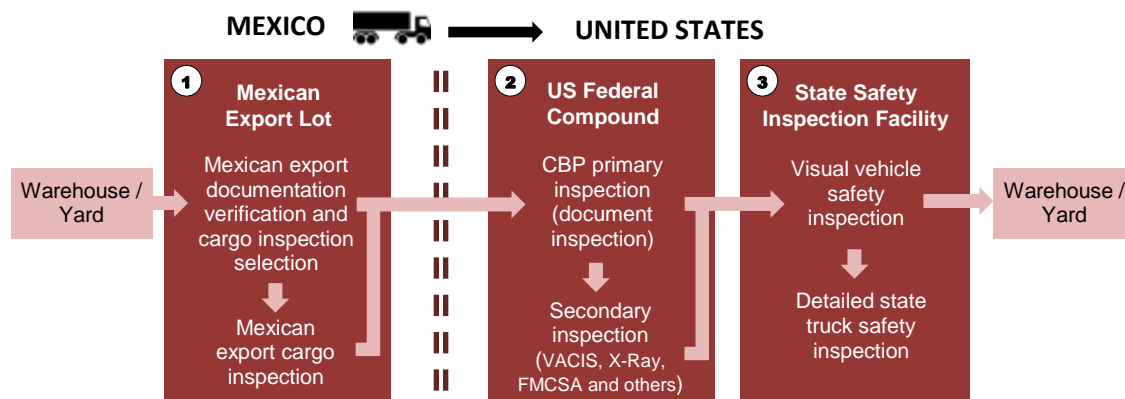 MEXICO
UNITED STATES
Warehouse /
Yard
1
Mexican
Export Lot
Mexican export
documentation
verification and
cargo inspection
selection
Mexican
export cargo
inspection
2
US Federal
Compound
CBP primary
inspection
(document
inspection)
Secondary
inspection
(VACIS, X-Ray,
FMCSA and others)
3
State Safety
Inspection Facility
Visual vehicle
safety
inspection
Detailed state
truck safety
inspection
Warehouse /
Yard